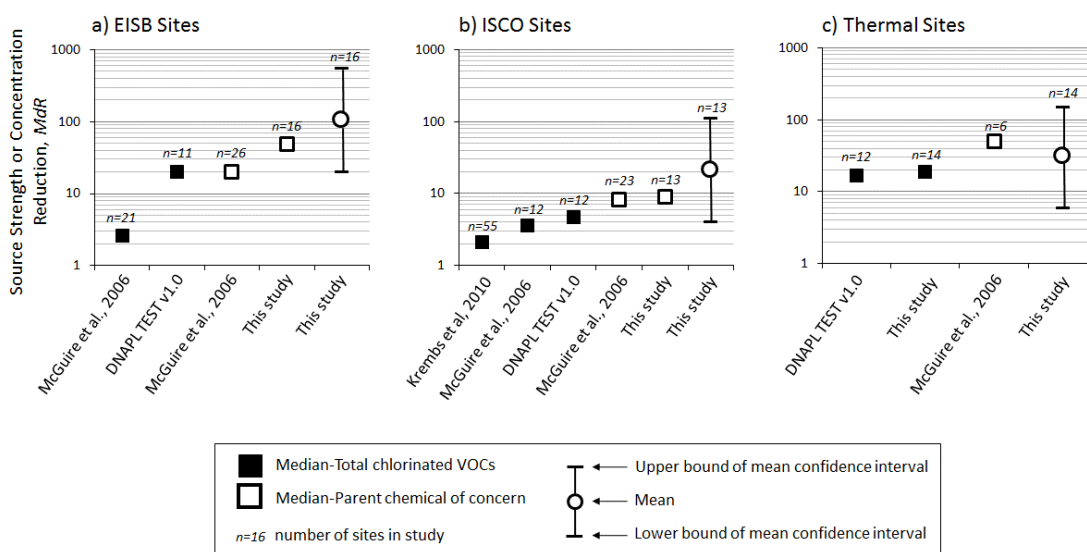 a) EISB Sites
b) ISCO Sites
c) Thermal Sites
Source Strength or Concentration
Reduction, MdR
1000
100
10
1
n=21
n=11
n=26
n=16
n=16
McGuire et al., 2006
DNAPL TEST v1.0
McGuire et al., 2006
This study
This study
1000
100
10
1
n=55
n=12
n=12
n=23
n=13
n=13
Krembs et al, 2010
McGuire et al., 2006
DNAPL TEST v1.0
McGuire et al., 2006
This study
This study
1000
100
10
1
n=12
n=14
n=6
n=14
DNAPL TEST v1.0
This study
McGuire et al., 2006
This study
Median-Total chlorinated VOCs
Median-Parent chemical of concern
n=16 number of sites in study
Upper bound of mean confidence interval
Mean
Lower bound of mean confidence interval